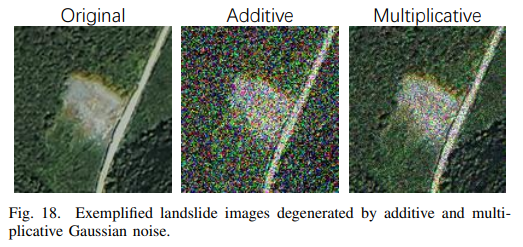 Original Additive Multiplicative
Fig. 18. Exemplified landslide images degenerated by additive and multi-
plicative Gaussian noise.